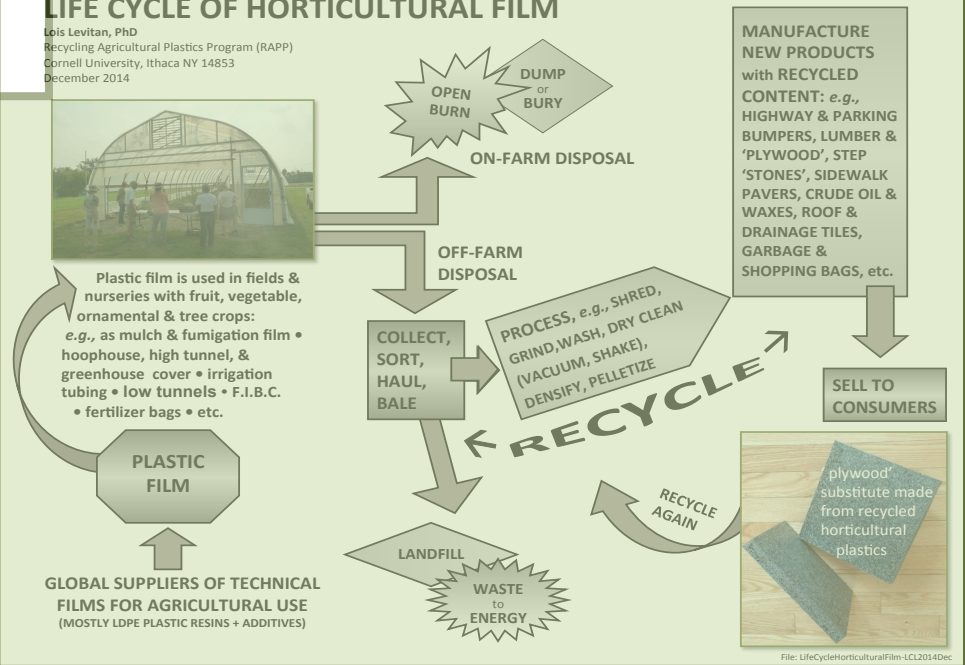 LIFE CYCLE OF HORTICULTURAL FILM
Lois Levitan, PhD
Recycling Agricultural Plastics Program (RAPP)
Cornell University, Ithaca NY 14853
December 2014
OPEN
BURN
DUMP
or
BURY
ON-FARM DISPOSAL
OFF-FARM
DISPOSAL
Plastic film is used in fields &
nurseries with fruit, vegetable,
ornamental & tree crops:
e.g., as mulch & fumigation film •
hoophouse, high tunnel, &
greenhouse cover • irrigation
tubing • low tunnels • F.I.B.C.
• fertilizer bags • etc.
PLASTIC
FILM
GLOBAL SUPPLIERS OF TECHNICAL
FILMS FOR AGRICULTURAL USE
(MOSTLY LDPE PLASTIC RESINS + ADDITIVES)
COLLECT,
SORT,
HAUL,
BALE
PROCESS, e.g., SHRED,
GRIND,WASH, DRY CLEAN
(VACUUM, SHAKE),
DENSIFY, PELLETIZE
←RECYCLE→
LANDFILL
WASTE
to
ENERGY
MANUFACTURE
NEW PRODUCTS
with RECYCLED
CONTENT: e.g.,
HIGHWAY & PARKING
BUMPERS, LUMBER &
‘PLYWOOD’, STEP
‘STONES’, SIDEWALK
PAVERS, CRUDE OIL &
WAXES, ROOF &
DRAINAGE TILES,
GARBAGE &
SHOPPING BAGS, etc.
SELL TO
CONSUMERS
RECYCLE
AGAIN
plywood’
substitute made
from recycled
horticultural
plastics
File: LifeCycleHorticulturalFilm-LCL2014Dec